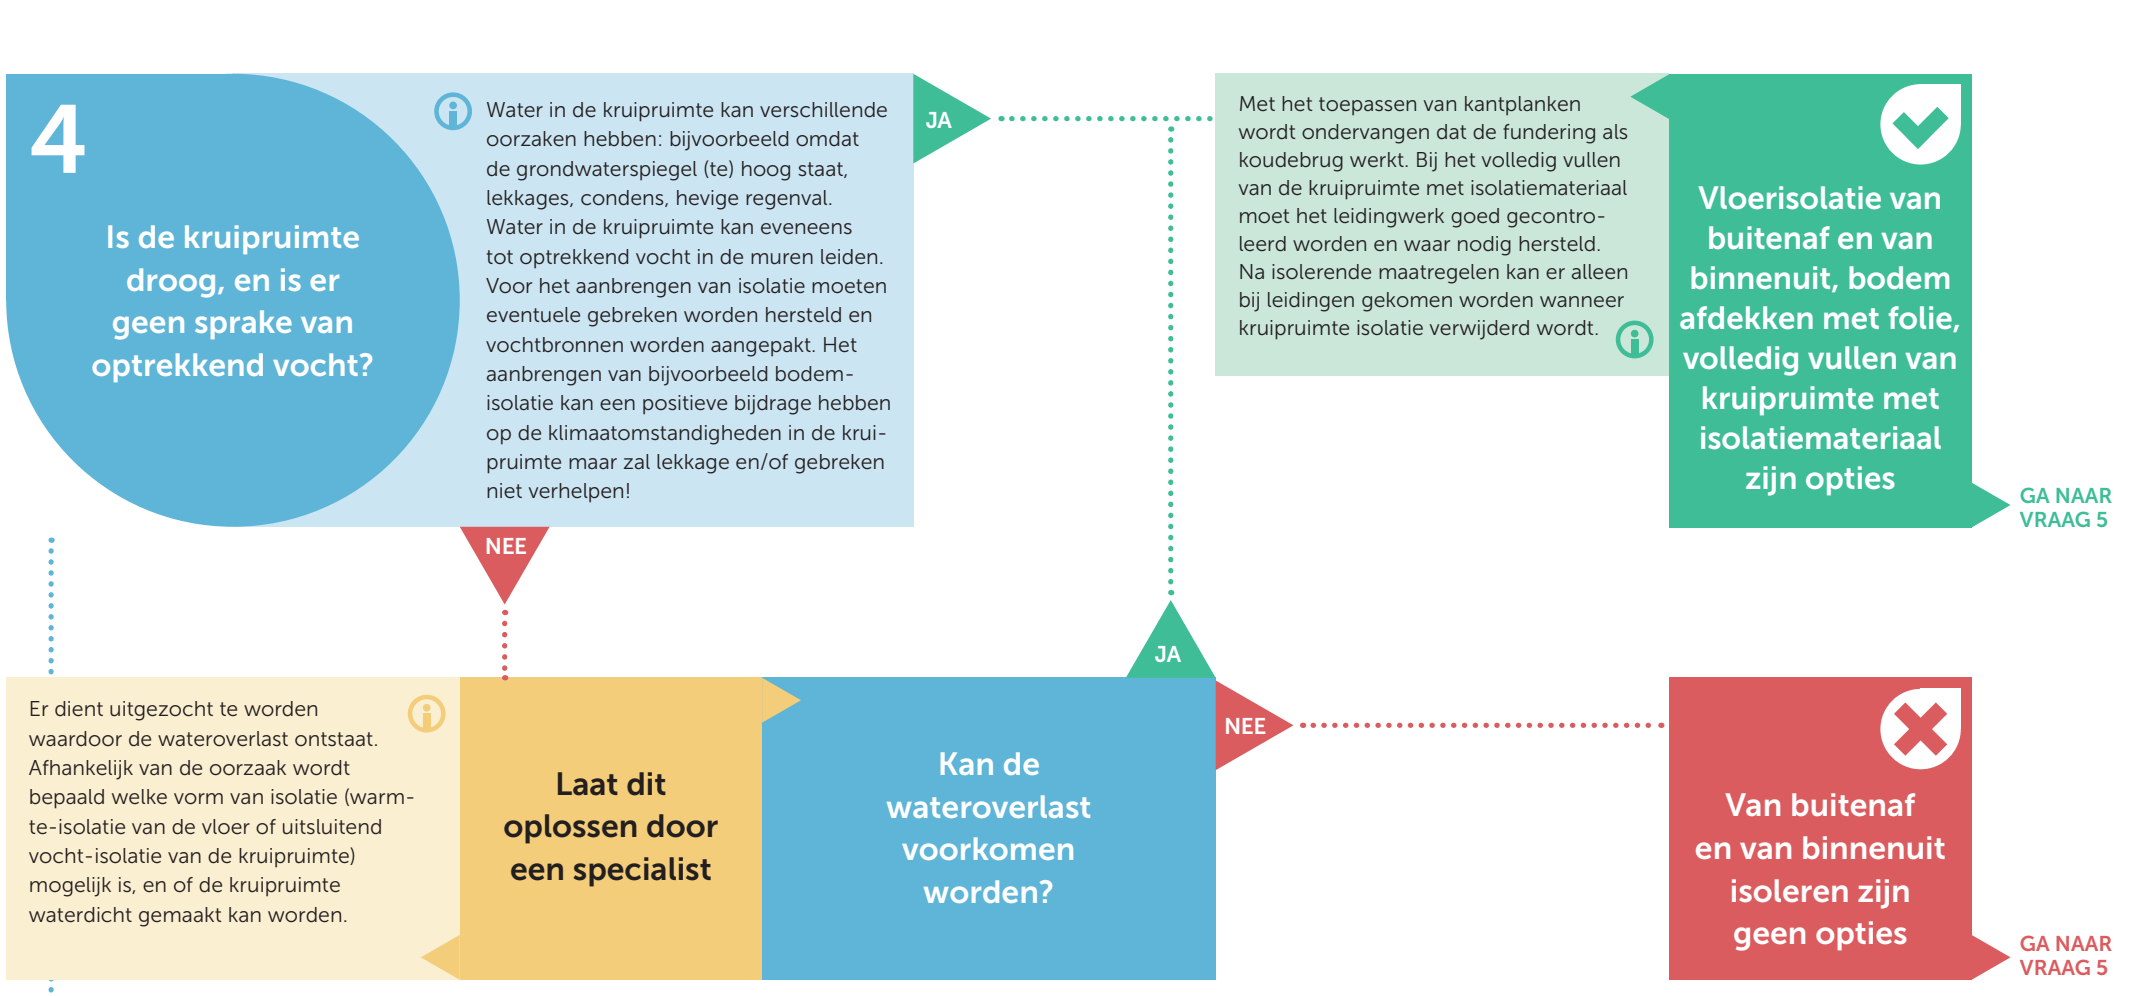 4
Is de kruipruimte
droog, en is er
geen sprake van
optrekkend vocht?
Water in de kruipruimte kan verschillende
oorzaken hebben: bijvoorbeeld omdat
de grondwaterspiegel (te) hoog staat,
lekkages, condens, hevige regenval.
Water in de kruipruimte kan eveneens
tot optrekkend vocht in de muren leiden.
Voor het aanbrengen van isolatie moeten
eventuele gebreken worden hersteld en
vochtbronnen worden aangepakt. Het
aanbrengen van bijvoorbeeld bodem-
isolatie kan een positieve bijdrage hebben
op de klimaatomstandigheden in de krui-
pruimte maar zal lekkage en/of gebreken
niet verhelpen!
JA
Met het toepassen van kantplanken
wordt ondervangen dat de fundering als
koudebrug werkt. Bij het volledig vullen
van de kruipruimte met isolatiemateriaal
moet het leidingwerk goed gecontro-
leerd worden en waar nodig hersteld.
Na isolerende maatregelen kan er alleen
bij leidingen gekomen worden wanneer
kruipruimte isolatie verwijderd wordt.
Vloerisolatie van
buitenaf en van
binnenuit, bodem
afdekken met folie,
volledig vullen van
kruipruimte met
isolatiemateriaal
zijn opties
GA NAAR
VRAAG 5
NEE
Er dient uitgezocht te worden
waardoor de wateroverlast ontstaat.
Afhankelijk van de oorzaak wordt
bepaald welke vorm van isolatie (warm-
te-isolatie van de vloer of uitsluitend
vocht-isolatie van de kruipruimte)
mogelijk is, en of de kruipruimte
waterdicht gemaakt kan worden.
Laat dit
oplossen door
een specialist
Kan de
wateroverlast
voorkomen
worden?
JA
NEE
Van buitenaf
en van binnenuit
isoleren zijn
geen opties
GA NAAR
VRAAG 5